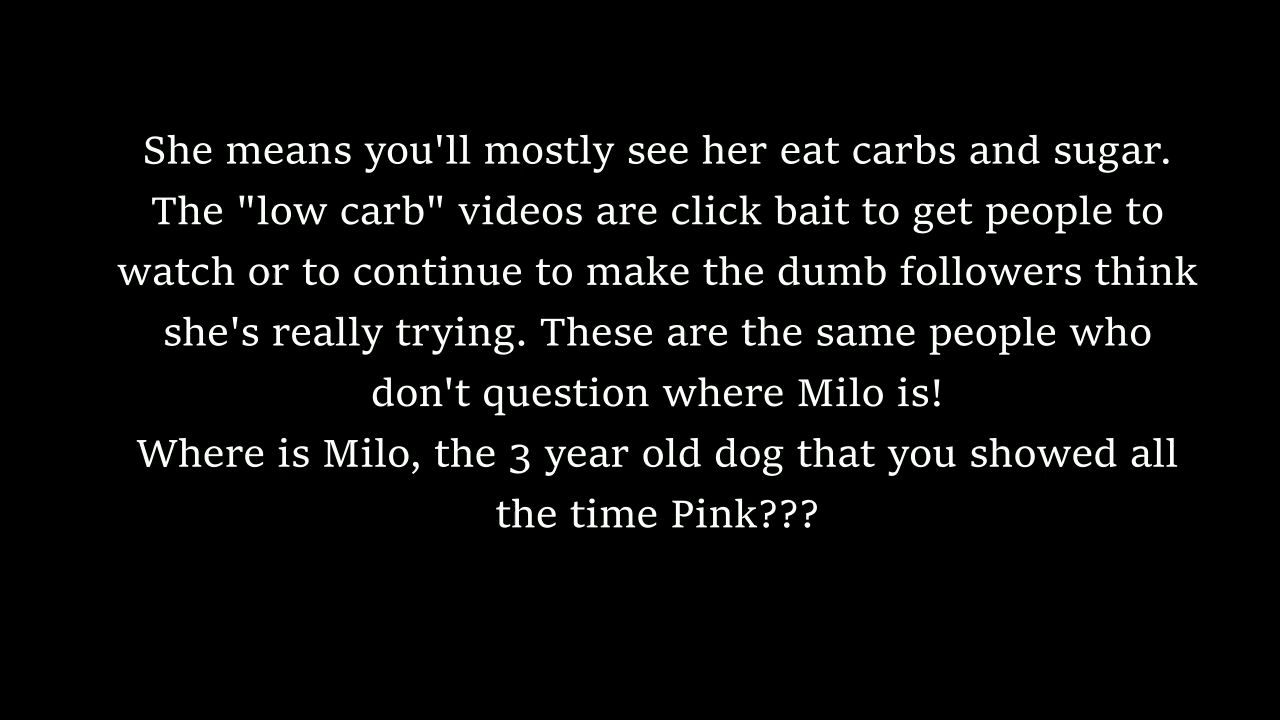 She means you'll mostly see her eat carbs and sugar.
The "low carb" videos are click bait to get people to
watch or to continue to make the dumb followers think
she's really trying. These are the same people who
don't question where Milo is!
Where is Milo, the 3 year old dog that you showed all
the time Pink???